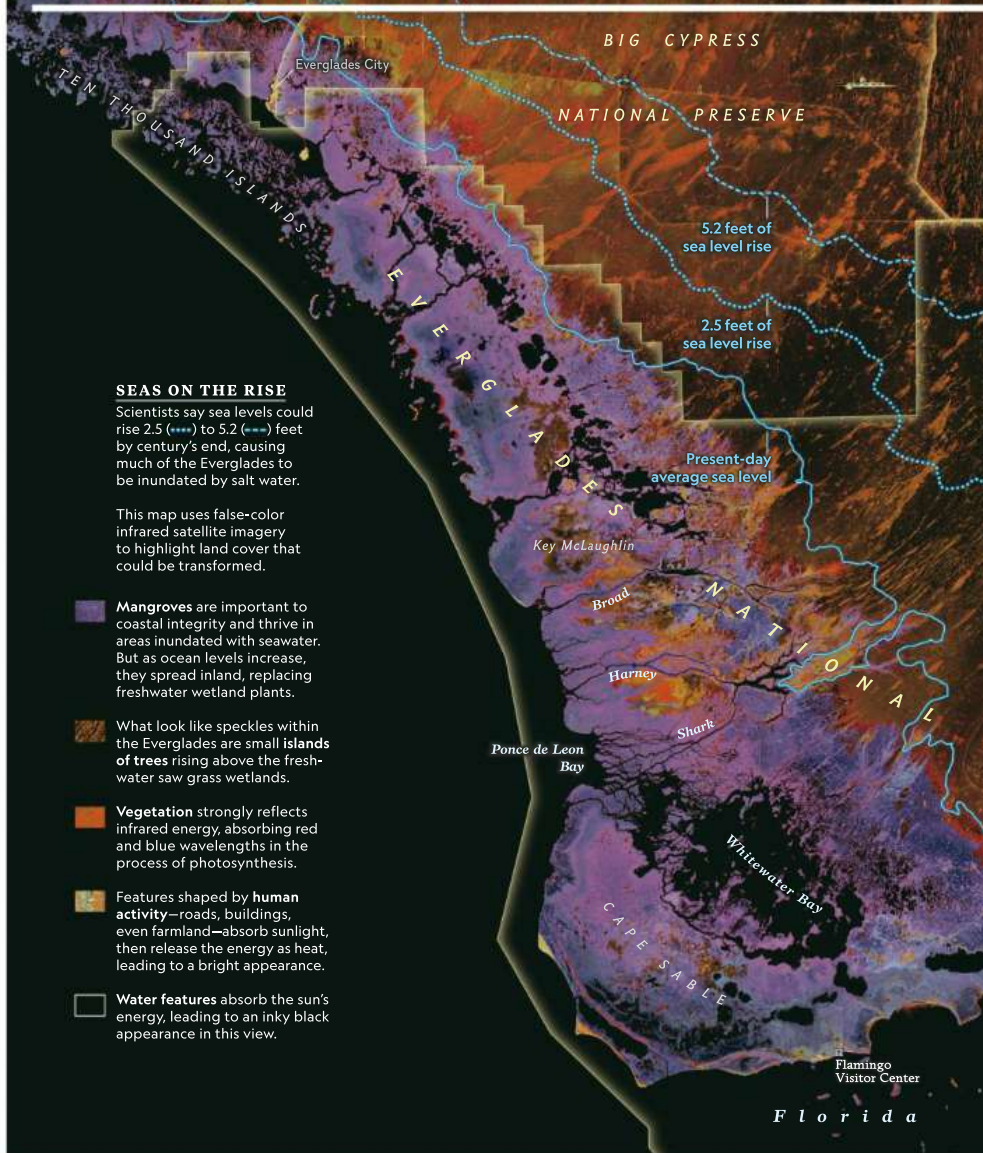 BIG CYPRESS
NATIONAL PRESERVE
Everglades City
TEN THOUSAND ISLANDS
5.2 feet of
sea level rise
2.5 feet of
sea level rise
Present-day
average sea level
EVERGLADES
NATIONAL
Key McLaughlin
Broad
Harney
Shark
Ponce de Leon
Bay
Whitewater Bay
CAPE SABLE
Flamingo
Visitor Center
Florida
SEAS ON THE RISE
Scientists say sea levels could
rise 2.5 (••••) to 5.2 (---) feet
by century's end, causing
much of the Everglades to
be inundated by salt water.
This map uses false-color
infrared satellite imagery
to highlight land cover that
could be transformed.
Mangroves are important to
coastal integrity and thrive in
areas inundated with seawater.
But as ocean levels increase,
they spread inland, replacing
freshwater wetland plants.
What look like speckles within
the Everglades are small islands
of trees rising above the fresh-
water saw grass wetlands.
Vegetation strongly reflects
infrared energy, absorbing red
and blue wavelengths in the
process of photosynthesis.
Features shaped by human
activity—roads, buildings,
even farmland—absorb sunlight,
then release the energy as heat,
leading to a bright appearance.
Water features absorb the sun's
energy, leading to an inky black
appearance in this view.